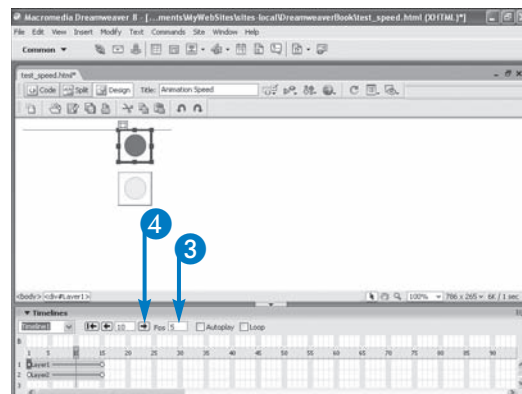 Macromedia Dreamweaver 8 - [...ments\MyWebSites\sites-local\DreamweaverBook\test_speed.html (XHTML)*]
File Edit View Insert Modify Text Commands Site Window Help
Common
test_speed.html*
Code Split Design Title: Animation Speed
4
3
<body> <div#Layer1> 100% 786 x 265 6K / 1 sec
Timelines
Timeline1 10 Fps 5 Autoplay Loop
B
1 5 10 15 20 25 30 35 40 45 50 55 60 65 70 75 80 85 90
1 Layer1
2 Layer2
3